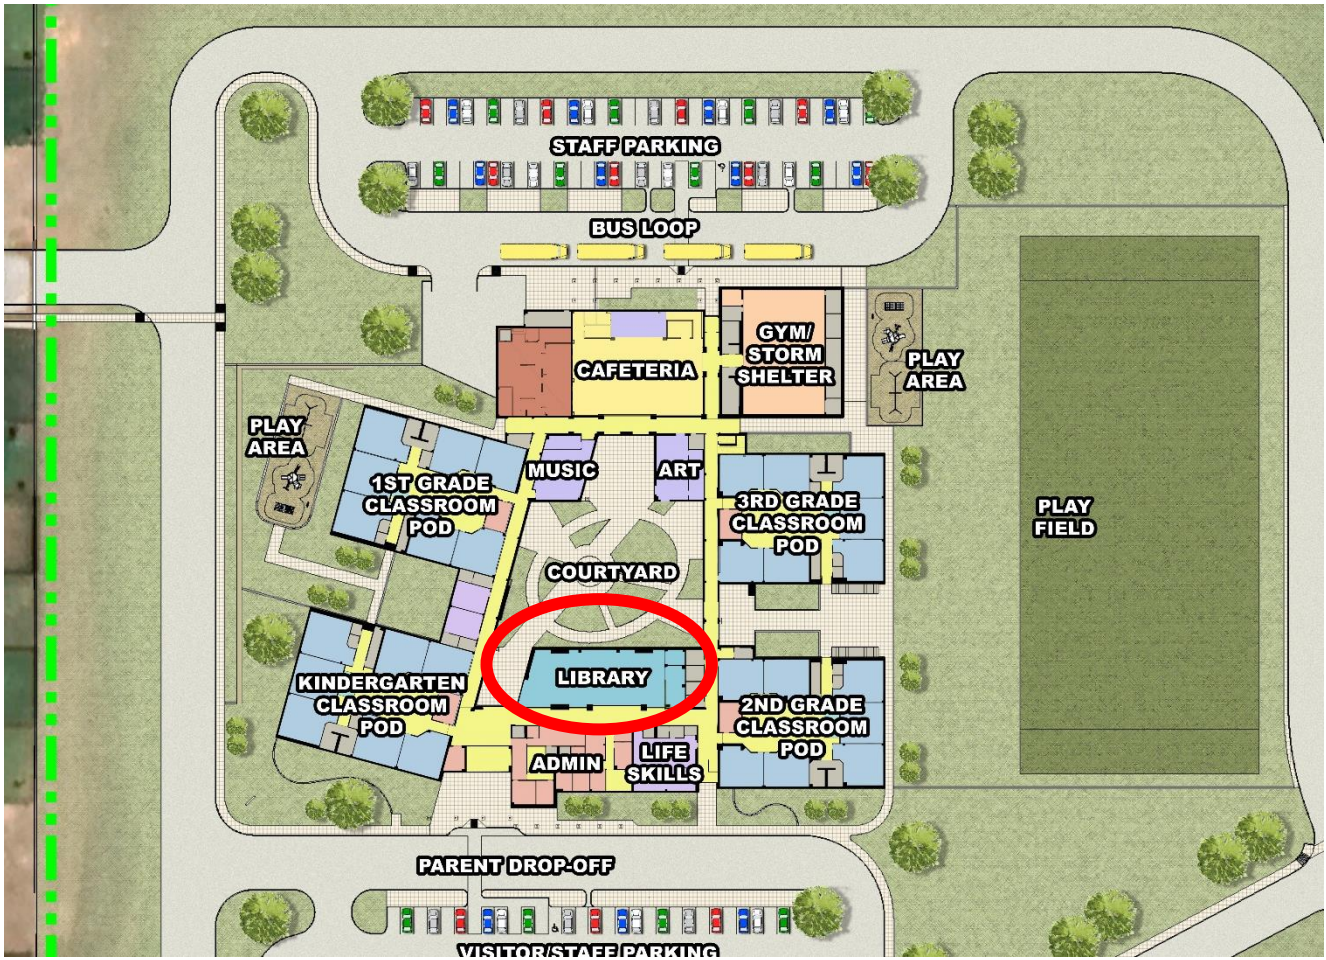 STAFF PARKING
BUS LOOP
GYM/
STORM
SHELTER
CAFETERIA
PLAY
AREA
PLAY
AREA
MUSIC
ART
1ST GRADE
CLASSROOM
POD
3RD GRADE
CLASSROOM
POD
PLAY
FIELD
COURTYARD
LIBRARY
KINDERGARTEN
CLASSROOM
POD
2ND GRADE
CLASSROOM
POD
ADMIN
LIFE
SKILLS
PARENT DROP-OFF
VISITOR/STAFF PARKING